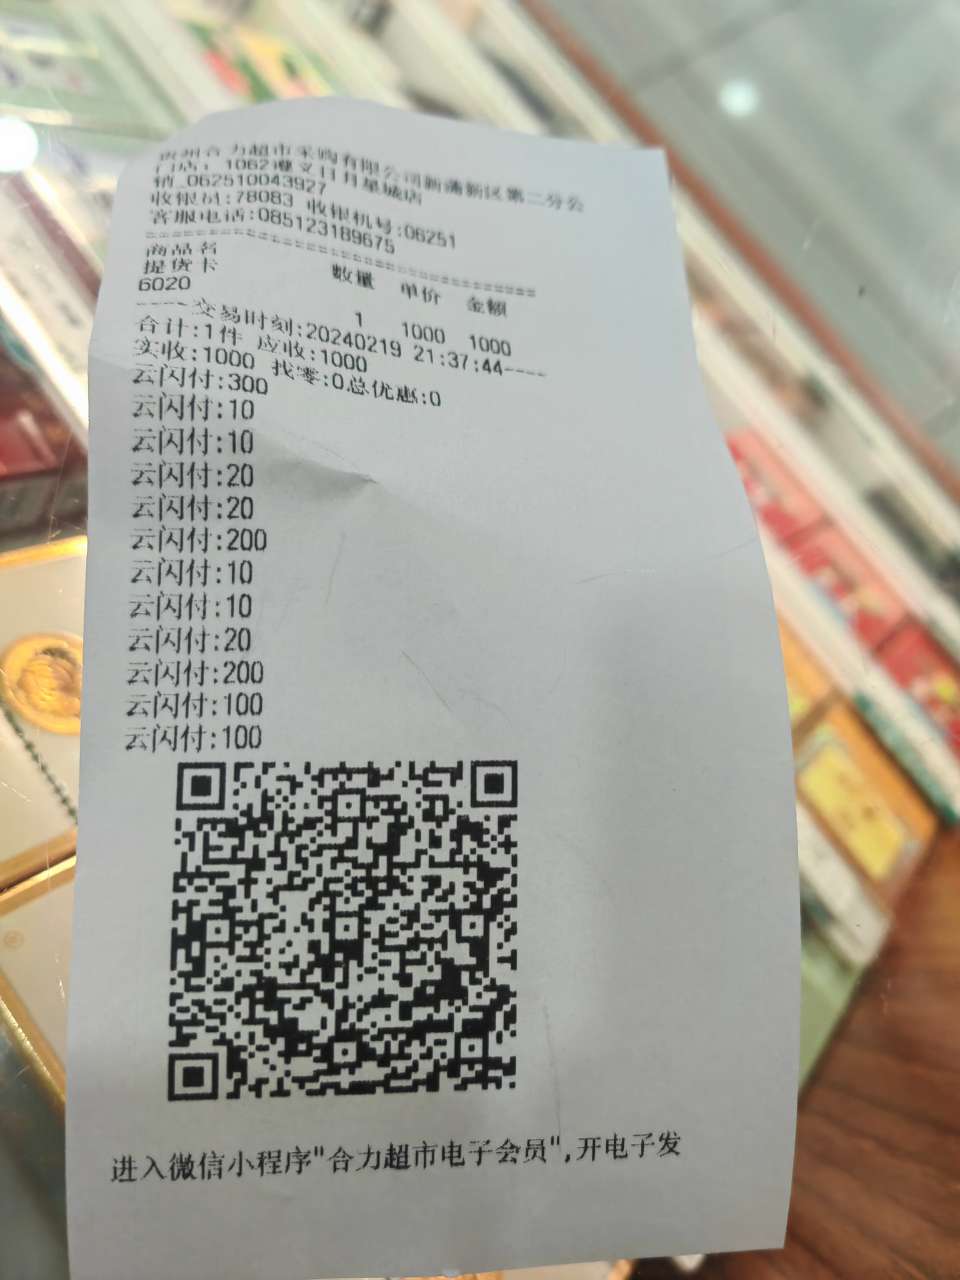 贵州合力超市采购有限公司新蒲新区第二分公
门店: 1062遵义日月星城店
销_062510043927
收银员:78083 收银机号:06251
客服电话:085123189675
================================
商品名 数量 单价 金额
提货卡
6020 1 1000 1000
----交易时刻:20240219 21:37:44----
合计:1件 应收:1000
实收:1000 找零:0总优惠:0
云闪付:300
云闪付:10
云闪付:10
云闪付:20
云闪付:20
云闪付:200
云闪付:10
云闪付:10
云闪付:20
云闪付:200
云闪付:100
云闪付:100
进入微信小程序"合力超市电子会员",开电子发